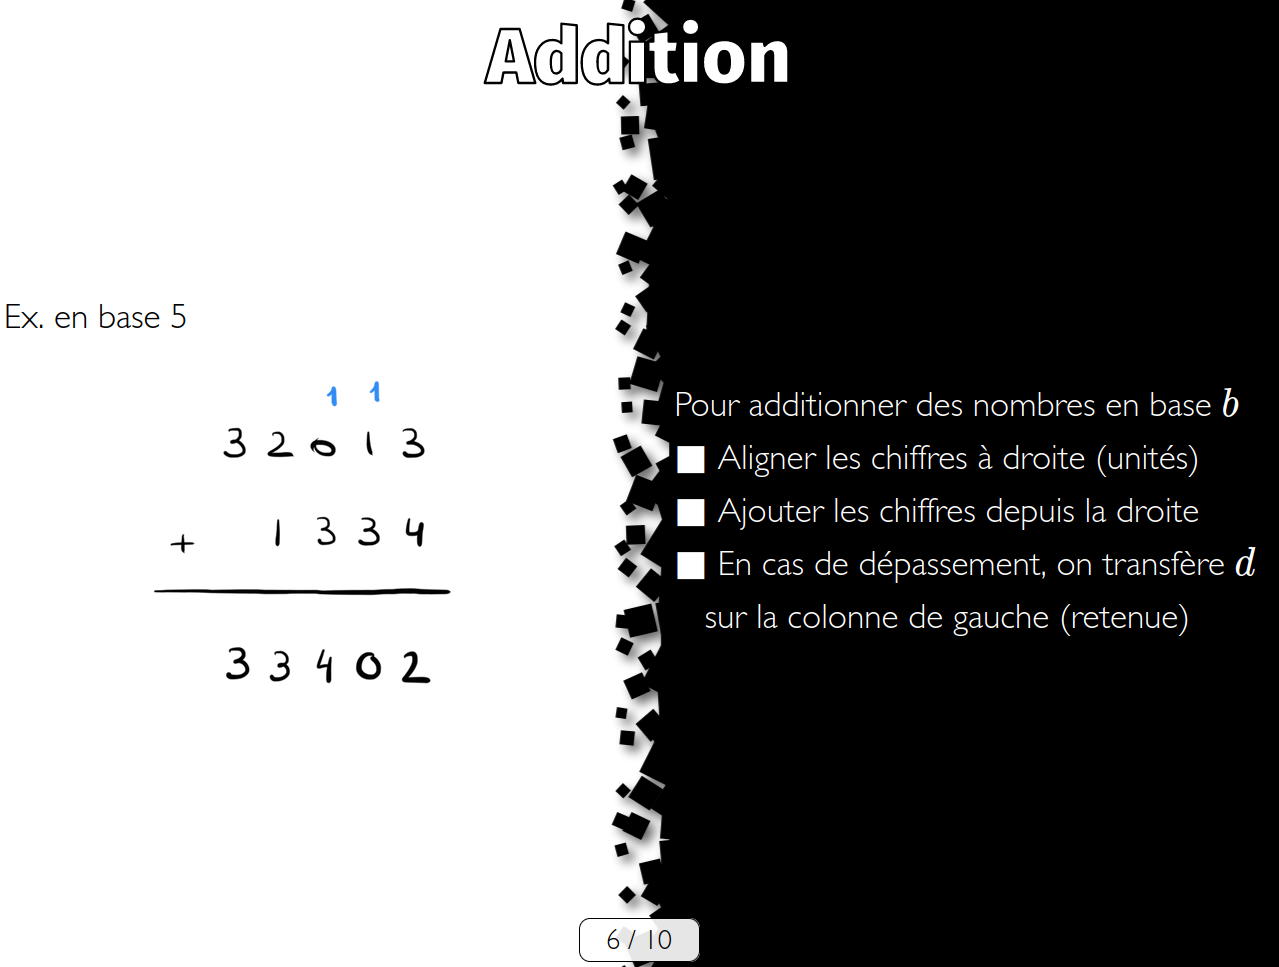 Addition
Ex. en base 5
1 1
3 2 0 1 3
+ 1 3 3 4
3 3 4 0 2
Pour additionner des nombres en base b
Aligner les chiffres à droite (unités)
Ajouter les chiffres depuis la droite
En cas de dépassement, on transfère d
sur la colonne de gauche (retenue)
6 / 10